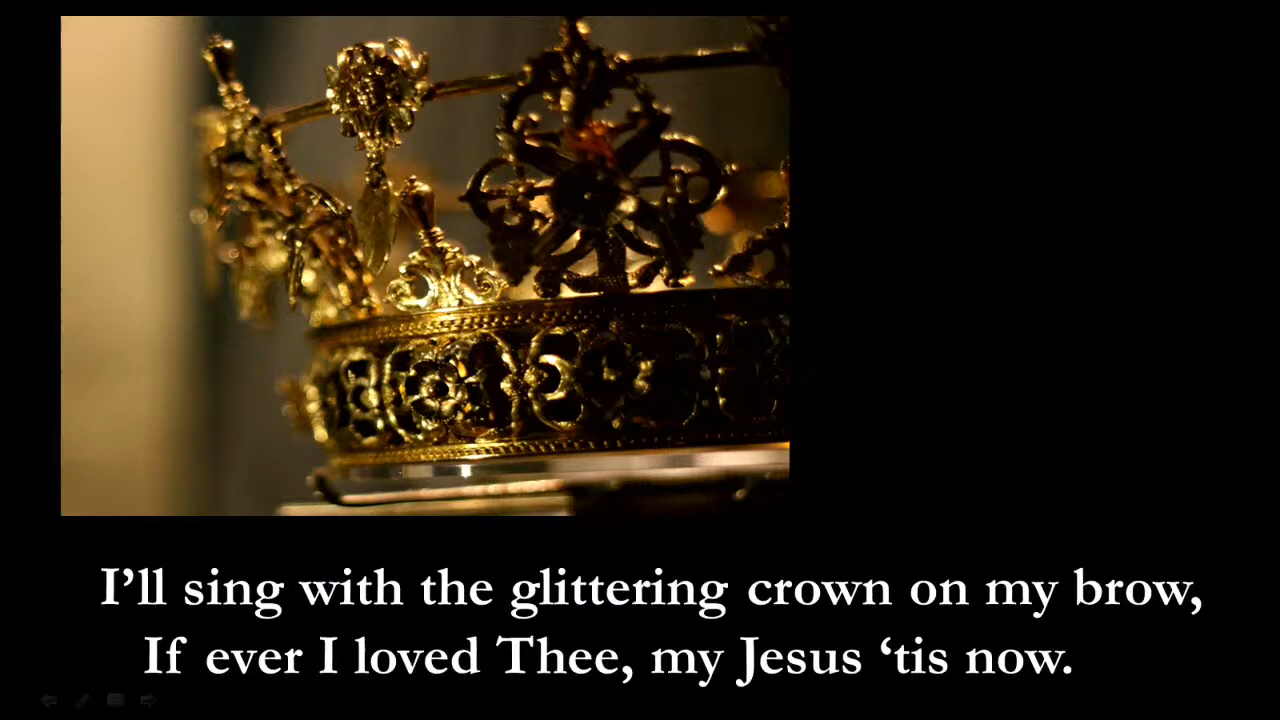 I’ll sing with the glittering crown on my brow,
If ever I loved Thee, my Jesus ‘tis now.